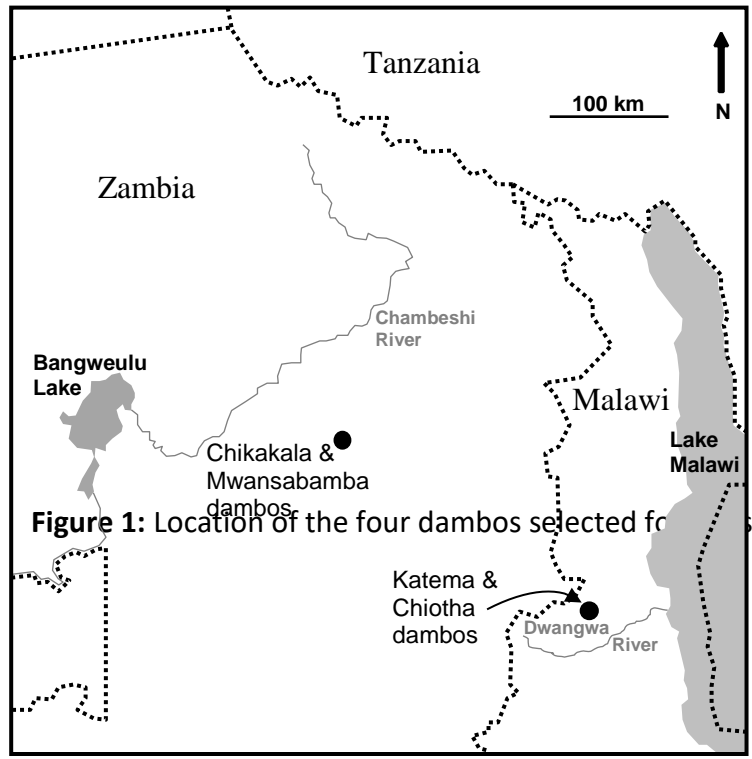 Tanzania
100 km
N
Zambia
Chambeshi
River
Bangweulu
Lake
Malawi
Lake
Malawi
Chikakala &
Mwansabamba
dambos
Figure 1: Location of the four dambos selected
Katema &
Chiotha
dambos
Dwangwa
River